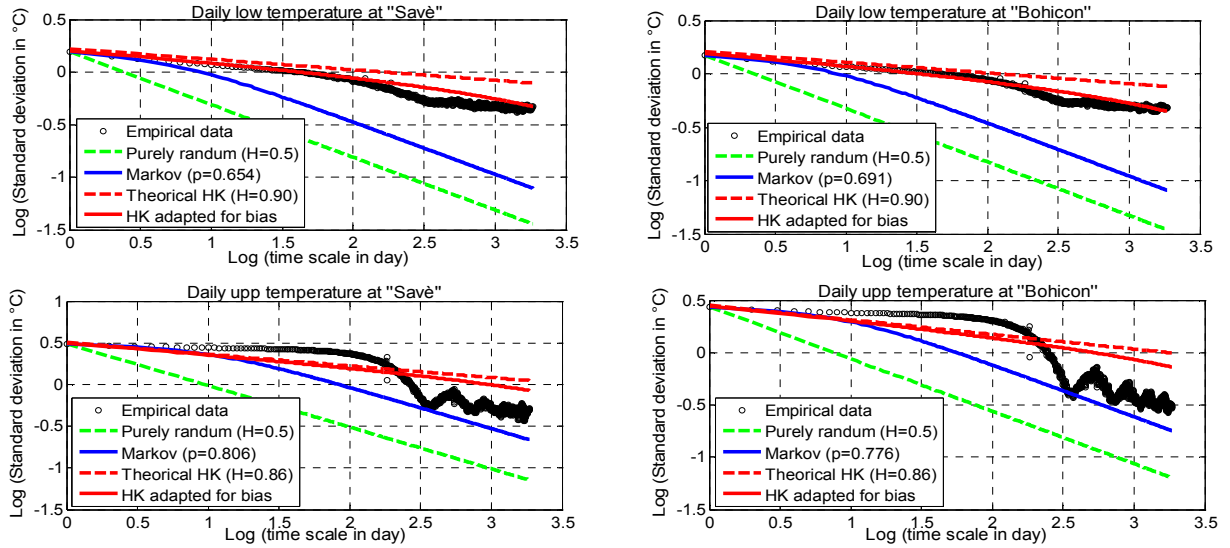 Daily low temperature at "Savè"
Log (Standard deviation in °C)
0.5
0
-0.5
-1
-1.5
Empirical data
Purely randum (H=0.5)
Markov (p=0.654)
Theorical HK (H=0.90)
HK adapted for bias
0 0.5 1 1.5 2 2.5 3 3.5
Log (time scale in day)
Daily low temperature at "Bohicon"
Log (Standard deviation in °C)
0.5
0
-0.5
-1
-1.5
Empirical data
Purely randum (H=0.5)
Markov (p=0.691)
Theorical HK (H=0.90)
HK adapted for bias
0 0.5 1 1.5 2 2.5 3 3.5
Log (time scale in day)
Daily upp temperature at "Savè"
Log (Standard deviation in °C)
1
0.5
0
-0.5
-1
-1.5
Empirical data
Purely randum (H=0.5)
Markov (p=0.806)
Theorical HK (H=0.86)
HK adapted for bias
0 0.5 1 1.5 2 2.5 3 3.5
Log (time scale in day)
Daily upp temperature at "Bohicon"
Log (Standard deviation in °C)
0.5
0
-0.5
-1
-1.5
Empirical data
Purely randum (H=0.5)
Markov (p=0.776)
Theorical HK (H=0.86)
HK adapted for bias
0 0.5 1 1.5 2 2.5 3 3.5
Log (time scale in day)